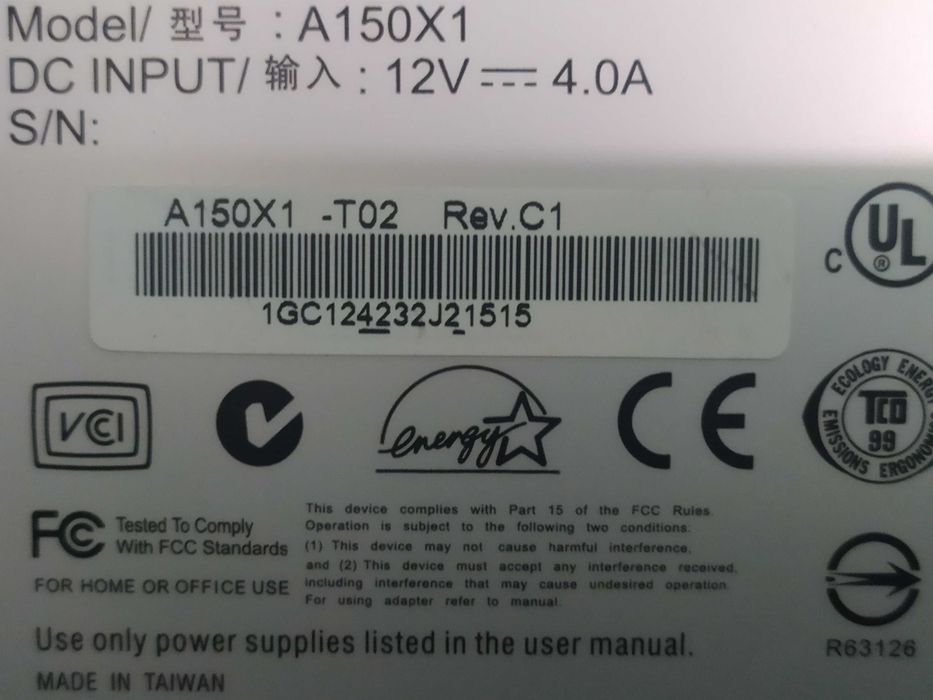 Model/ 型号 : A150X1
DC INPUT/ 输入 : 12V ⎓ 4.0A
S/N:
A150X1 -T02 Rev.C1
1GC124232J21515
C UL ®
VCCI
energy
CE
ECOLOGY ENERGY
TCO
99
EMISSIONS ERGONOM
FC Tested To Comply
With FCC Standards
FOR HOME OR OFFICE USE
This device complies with Part 15 of the FCC Rules.
Operation is subject to the following two conditions:
(1) This device may not cause harmful interference,
and (2) This device must accept any interference received,
including interference that may cause undesired operation.
For using adapter refer to manual.
R63126
Use only power supplies listed in the user manual.
MADE IN TAIWAN